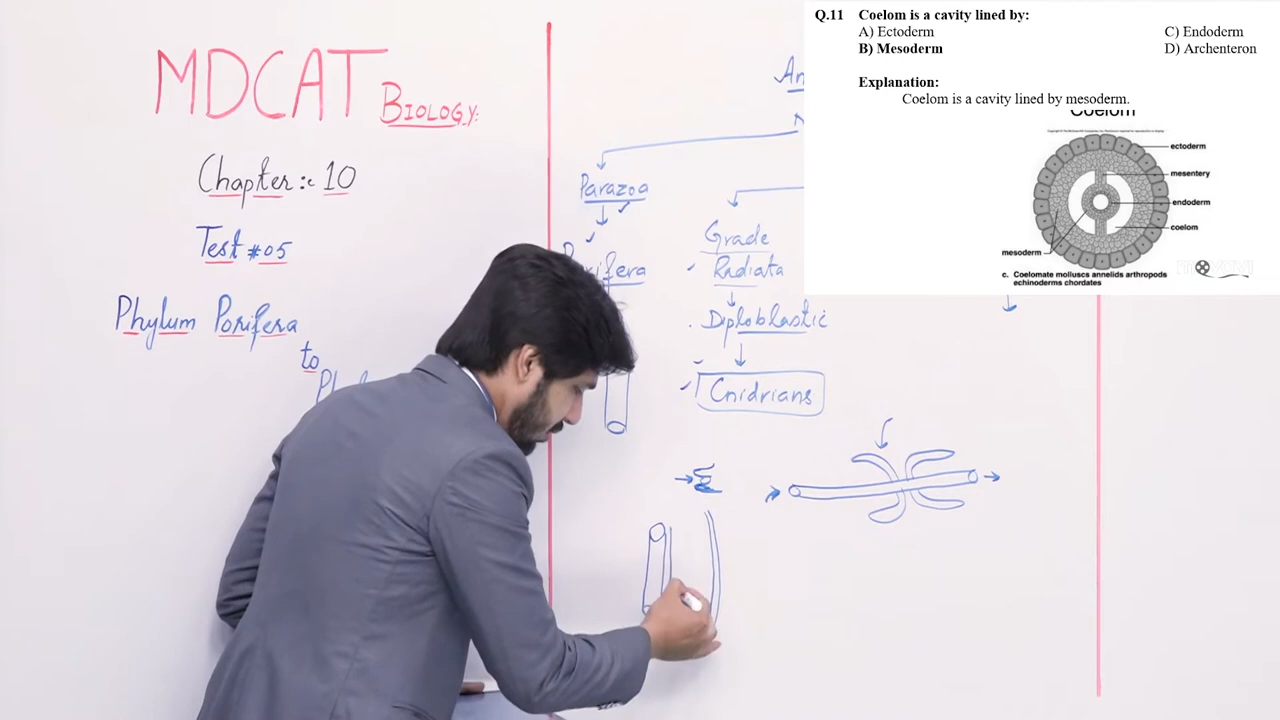 MDCAT BIOLOGY:
Chapter :- 10
Test #05
Phylum Porifera
to
An
Parazoa
Grade
Radiata
Diploblastic
Cnidrians
Q.11 Coelom is a cavity lined by:
A) Ectoderm C) Endoderm
B) Mesoderm D) Archenteron
Explanation:
Coelom is a cavity lined by mesoderm.
Coelom
ectoderm
mesentery
endoderm
coelom
mesoderm
c. Coelomate molluscs annelids arthropods
echinoderms chordates